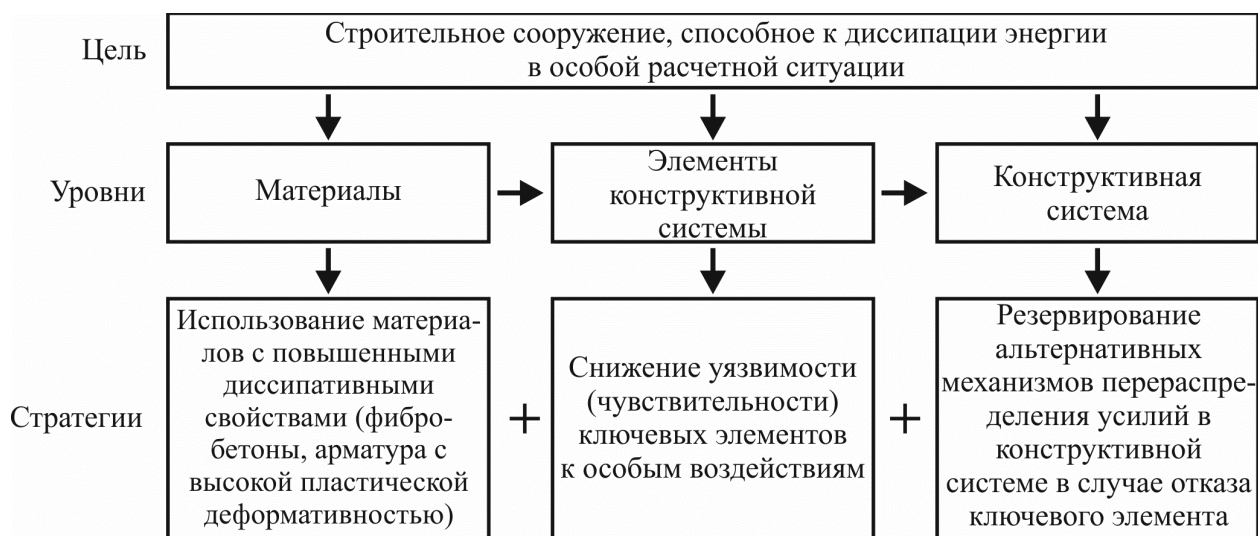 Цель
Строительное сооружение, способное к диссипации энергии
в особой расчетной ситуации
Уровни
Материалы
Элементы
конструктивной
системы
Конструктивная
система
Стратегии
Использование материа-
лов с повышенными
диссипативными
свойствами (фибро-
бетоны, арматура с
высокой пластической
деформативностью)
+
Снижение уязвимости
(чувствительности)
ключевых элементов
к особым воздействиям
+
Резервирование
альтернативных
механизмов перераспре-
деления усилий в
конструктивной
системе в случае отказа
ключевого элемента